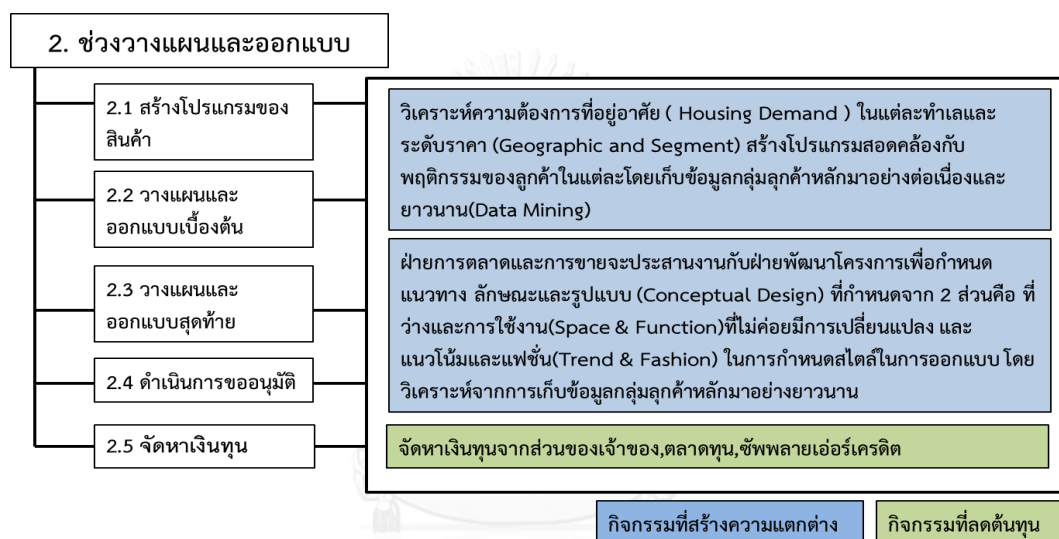 2. ช่วงวางแผนและออกแบบ
2.1 สร้างโปรแกรมของ
สินค้า
2.2 วางแผนและ
ออกแบบเบื้องต้น
2.3 วางแผนและ
ออกแบบสุดท้าย
2.4 ดำเนินการขออนุมัติ
2.5 จัดหาเงินทุน
วิเคราะห์ความต้องการที่อยู่อาศัย ( Housing Demand ) ในแต่ละทำเลและ
ระดับราคา (Geographic and Segment) สร้างโปรแกรมสอดคล้องกับ
พฤติกรรมของลูกค้าในแต่ละโดยเก็บข้อมูลกลุ่มลูกค้าหลักมาอย่างต่อเนื่องและ
ยาวนาน(Data Mining)
ฝ่ายการตลาดและการขายจะประสานงานกับฝ่ายพัฒนาโครงการเพื่อกำหนด
แนวทาง ลักษณะและรูปแบบ (Conceptual Design) ที่กำหนดจาก 2 ส่วนคือ ที่
ว่างและการใช้งาน(Space & Function)ที่ไม่ค่อยมีการเปลี่ยนแปลง และ
แนวโน้มและแฟชั่น(Trend & Fashion) ในการกำหนดสไตล์ในการออกแบบ โดย
วิเคราะห์จากการเก็บข้อมูลกลุ่มลูกค้าหลักมาอย่างยาวนาน
จัดหาเงินทุนจากส่วนของเจ้าของ,ตลาดทุน,ซัพพลายเอ่อร์เครดิต
กิจกรรมที่สร้างความแตกต่าง
กิจกรรมที่ลดต้นทุน